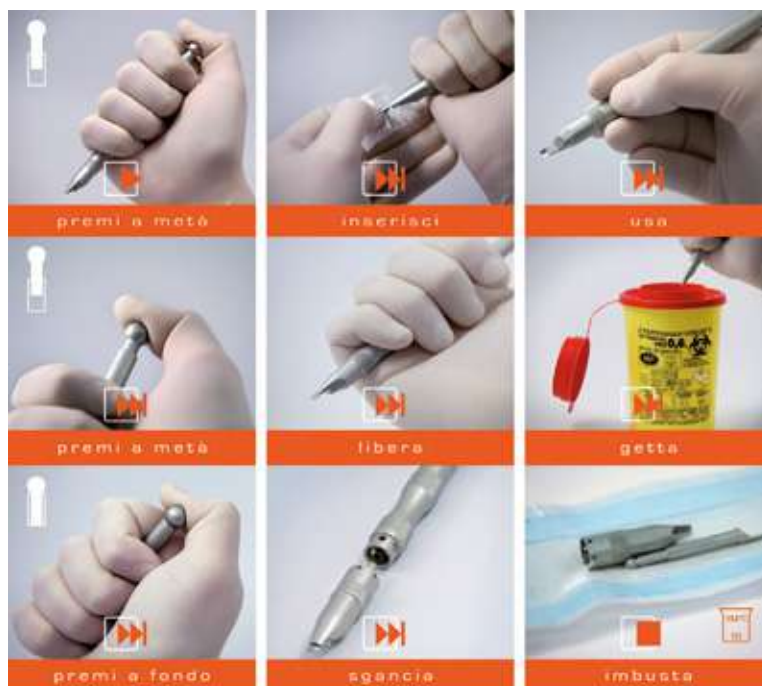 premi a metà
inserisci
usa
premi a metà
libera
getta
premi a fondo
sgancia
imbusta